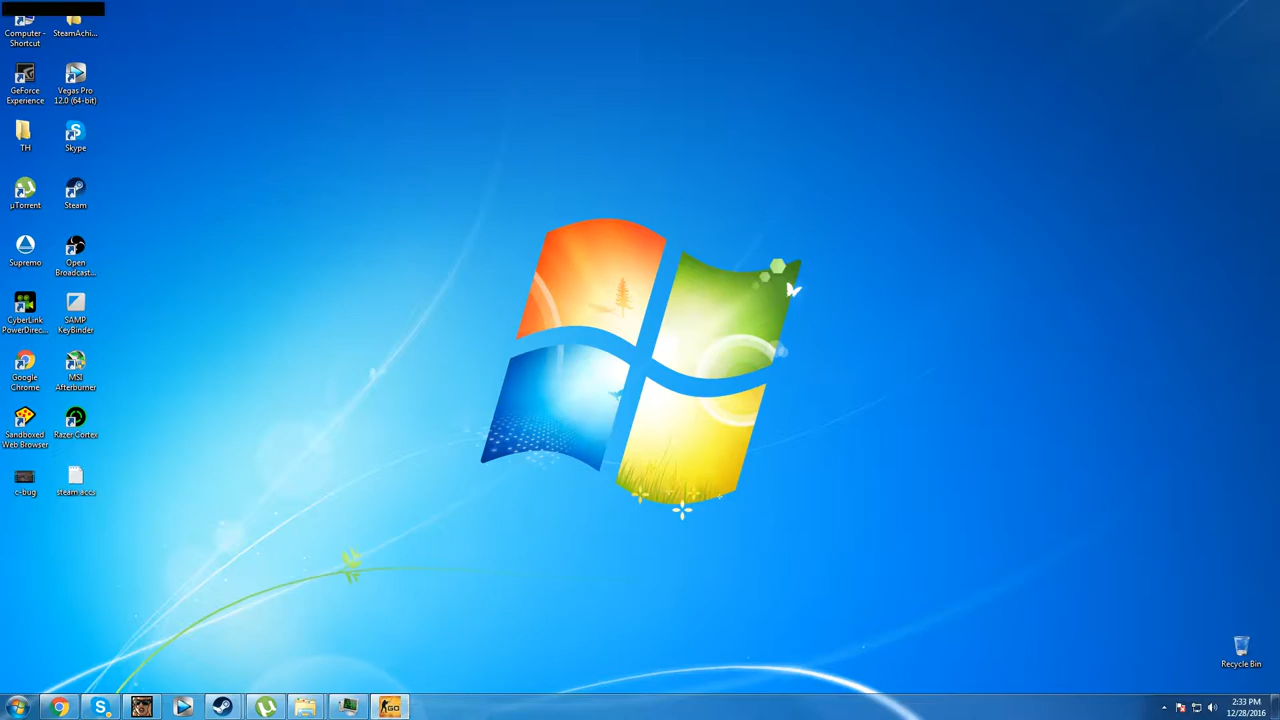 Computer -
Shortcut
SteamAchi...
GeForce
Experience
Vegas Pro
12.0 (64-bit)
TH
Skype
µTorrent
Steam
Supremo
Open
Broadcast...
CyberLink
PowerDirec...
SAMP
KeyBinder
Google
Chrome
MSI
Afterburner
Sandboxed
Web Browser
Razer Cortex
c-bug
steam accs
Recycle Bin
GO
2:33 PM
12/28/2016